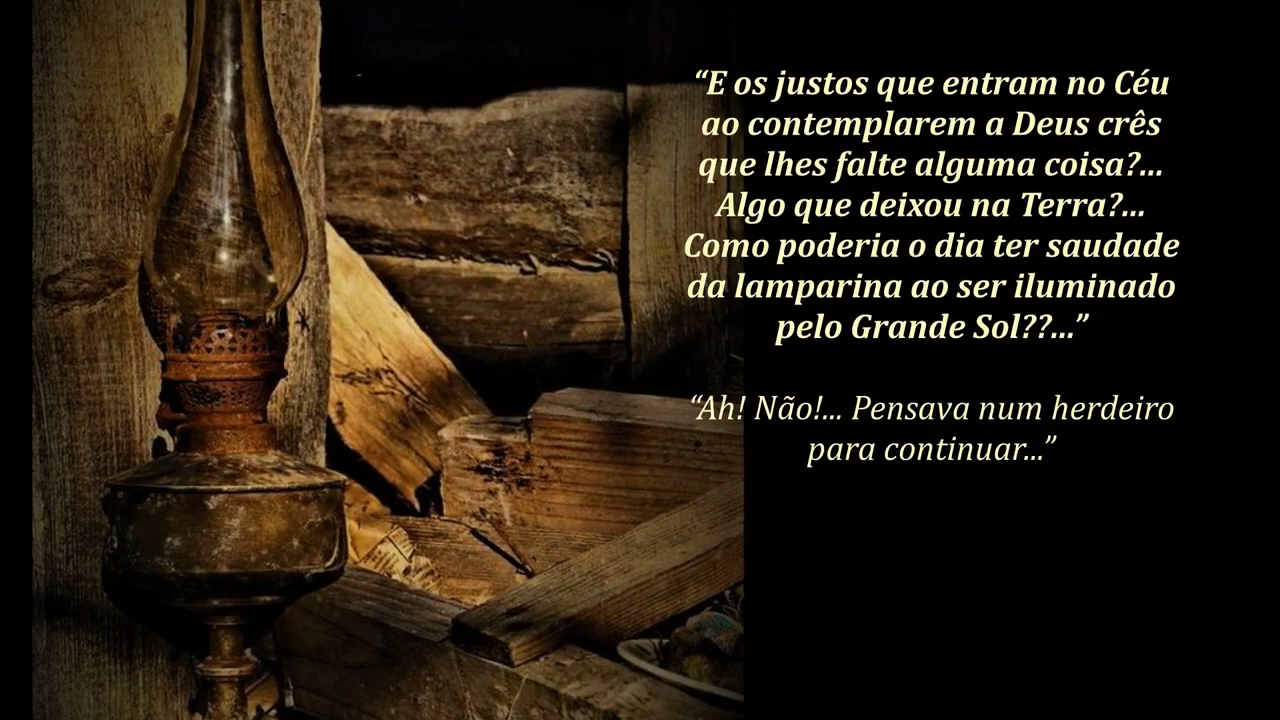 “E os justos que entram no Céu
ao contemplarem a Deus crês
que lhes falte alguma coisa?...
Algo que deixou na Terra?...
Como poderia o dia ter saudade
da lamparina ao ser iluminado
pelo Grande Sol??...”
“Ah! Não!... Pensava num herdeiro
para continuar...”